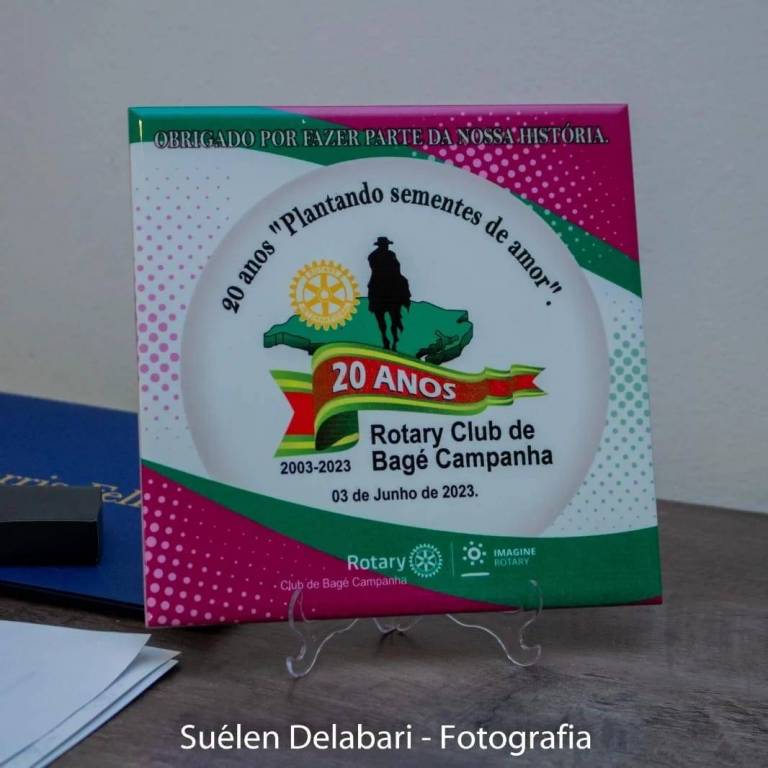 OBRIGADO POR FAZER PARTE DA NOSSA HISTÓRIA.
20 anos "Plantando sementes de amor".
20 ANOS
Rotary Club de
Bagé Campanha
2003-2023
03 de Junho de 2023.
Rotary
Club de Bagé Campanha
IMAGINE
ROTARY
Suélen Delabari - Fotografia